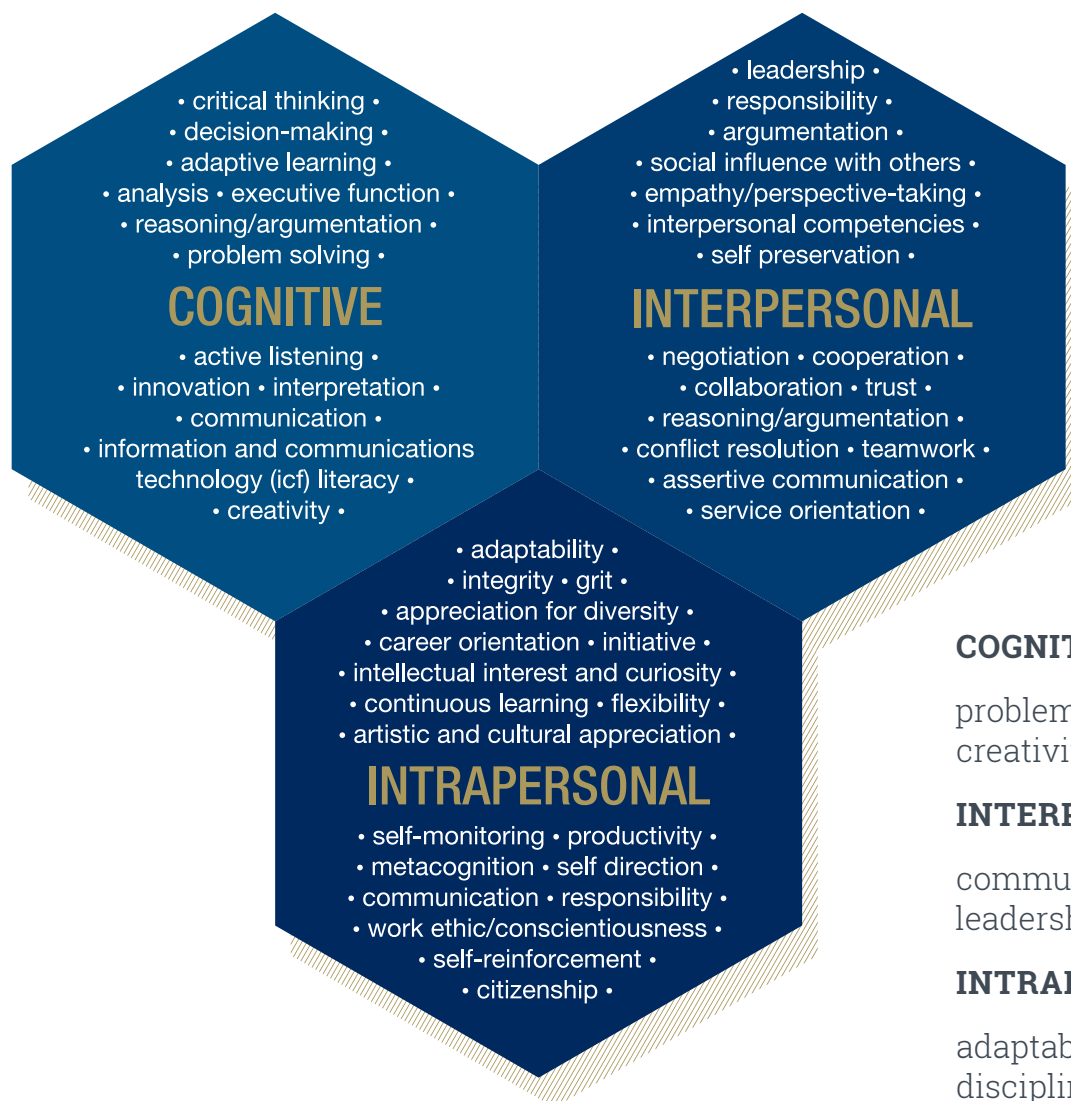 • critical thinking •
• decision-making •
• adaptive learning •
• analysis • executive function •
• reasoning/argumentation •
• problem solving •
COGNITIVE
• active listening •
• innovation • interpretation •
• communication •
• information and communications
technology (icf) literacy •
• creativity •
• leadership •
• responsibility •
• argumentation •
• social influence with others •
• empathy/perspective-taking •
• interpersonal competencies •
• self preservation •
INTERPERSONAL
• negotiation • cooperation •
• collaboration • trust •
• reasoning/argumentation •
• conflict resolution • teamwork •
• assertive communication •
• service orientation •
• adaptability •
• integrity • grit •
• appreciation for diversity •
• career orientation • initiative •
• intellectual interest and curiosity •
• continuous learning • flexibility •
• artistic and cultural appreciation •
INTRAPERSONAL
• self-monitoring • productivity •
• metacognition • self direction •
• communication • responsibility •
• work ethic/conscientiousness •
• self-reinforcement •
• citizenship •
problem